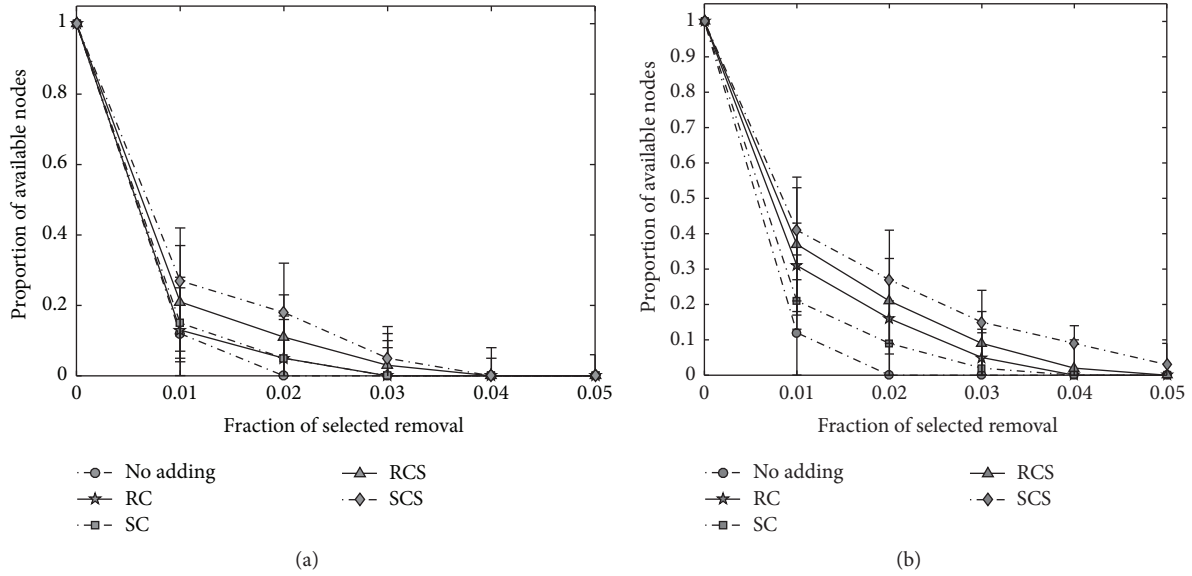 Proportion of available nodes
1
0.8
0.6
0.4
0.2
0
0 0.01 0.02 0.03 0.04 0.05
Fraction of selected removal
No adding
RC
SC
RCS
SCS
(a)
Proportion of available nodes
1
0.9
0.8
0.7
0.6
0.5
0.4
0.3
0.2
0.1
0
0 0.01 0.02 0.03 0.04 0.05
Fraction of selected removal
No adding
RC
SC
RCS
SCS
(b)